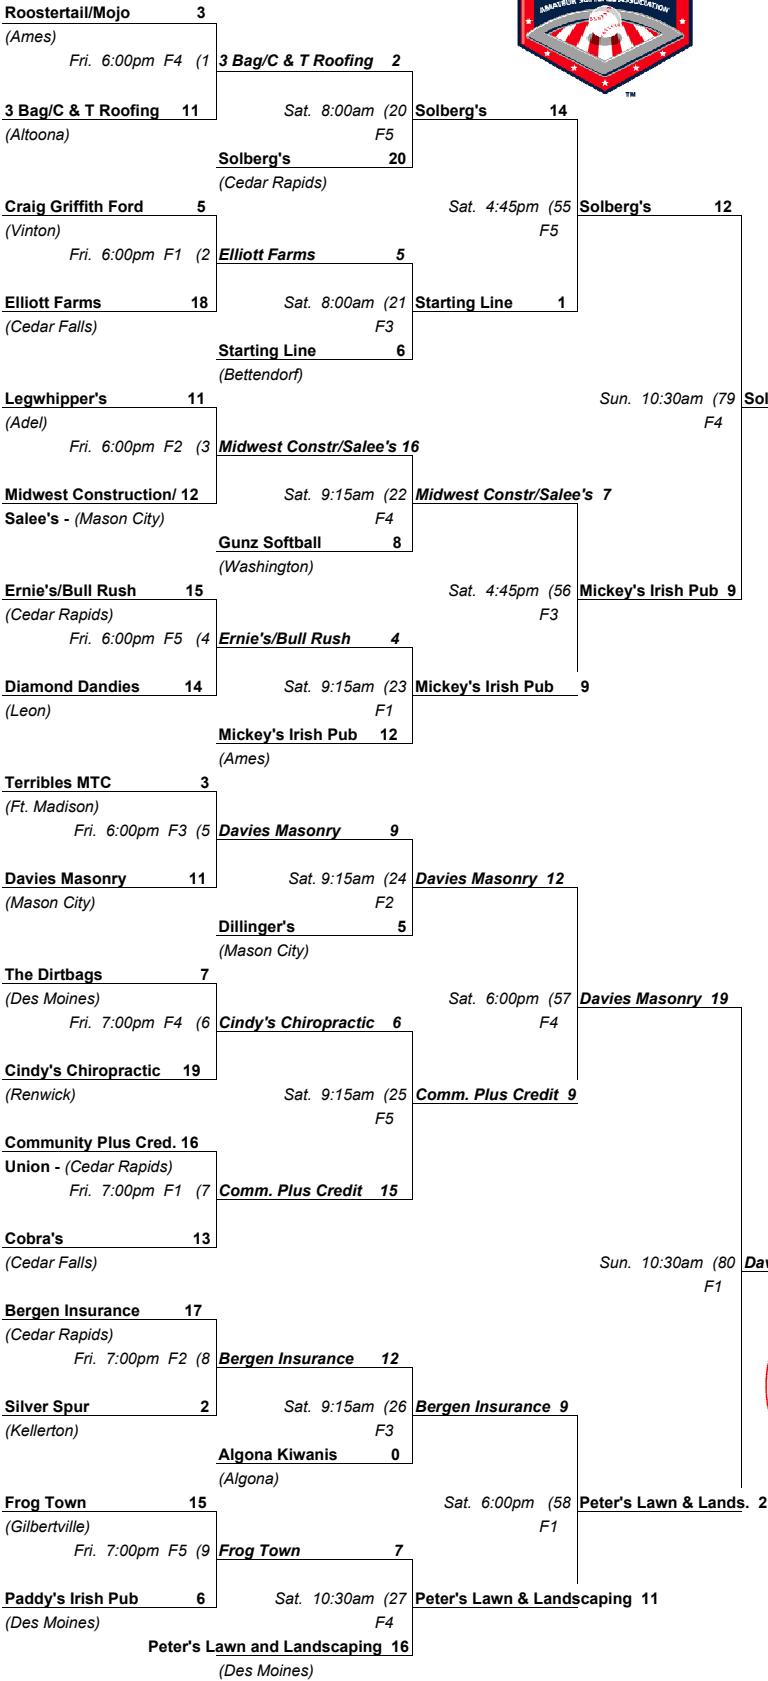 AMATEUR SOFTBALL ASSOCIATION
TM
Roostertail/Mojo 3
(Ames)
Fri. 6:00pm F4 (1 3 Bag/C & T Roofing 2
3 Bag/C & T Roofing 11 Sat. 8:00am (20 Solberg's 14
(Altoona) F5
Solberg's 20
(Cedar Rapids)
Craig Griffith Ford 5 Sat. 4:45pm (55 Solberg's 12
(Vinton) F5
Fri. 6:00pm F1 (2 Elliott Farms 5
Elliott Farms 18 Sat. 8:00am (21 Starting Line 1
(Cedar Falls) F3
Starting Line 6
(Bettendorf)
Legwhipper's 11 Sun. 10:30am (79 Sol
(Adel) F4
Fri. 6:00pm F2 (3 Midwest Constr/Salee's 16
Midwest Construction/ 12 Sat. 9:15am (22 Midwest Constr/Salee's 7
Salee's - (Mason City) F4
Gunz Softball 8
(Washington)
Ernie's/Bull Rush 15 Sat. 4:45pm (56 Mickey's Irish Pub 9
(Cedar Rapids) F3
Fri. 6:00pm F5 (4 Ernie's/Bull Rush 4
Diamond Dandies 14 Sat. 9:15am (23 Mickey's Irish Pub 9
(Leon) F1
Mickey's Irish Pub 12
(Ames)
Terribles MTC 3
(Ft. Madison)
Fri. 6:00pm F3 (5 Davies Masonry 9
Davies Masonry 11 Sat. 9:15am (24 Davies Masonry 12
(Mason City) F2
Dillinger's 5
(Mason City)
The Dirtbags 7
(Des Moines) Sat. 6:00pm (57 Davies Masonry 19
Fri. 7:00pm F4 (6 Cindy's Chiropractic 6 F4
Cindy's Chiropractic 19
(Renwick) Sat. 9:15am (25 Comm. Plus Credit 9
F5
Community Plus Cred. 16
Union - (Cedar Rapids)
Fri. 7:00pm F1 (7 Comm. Plus Credit 15
Cobra's 13
(Cedar Falls) Sun. 10:30am (80 Dav
F1
Bergen Insurance 17
(Cedar Rapids)
Fri. 7:00pm F2 (8 Bergen Insurance 12
Silver Spur 2 Sat. 9:15am (26 Bergen Insurance 9
(Kellerton) F3
Algona Kiwanis 0
(Algona)
Frog Town 15 Sat. 6:00pm (58 Peter's Lawn & Lands. 2
(Gilbertville) F1
Fri. 7:00pm F5 (9 Frog Town 7
Paddy's Irish Pub 6 Sat. 10:30am (27 Peter's Lawn & Landscaping 11
(Des Moines) F4
Peter's Lawn and Landscaping 16
(Des Moines)